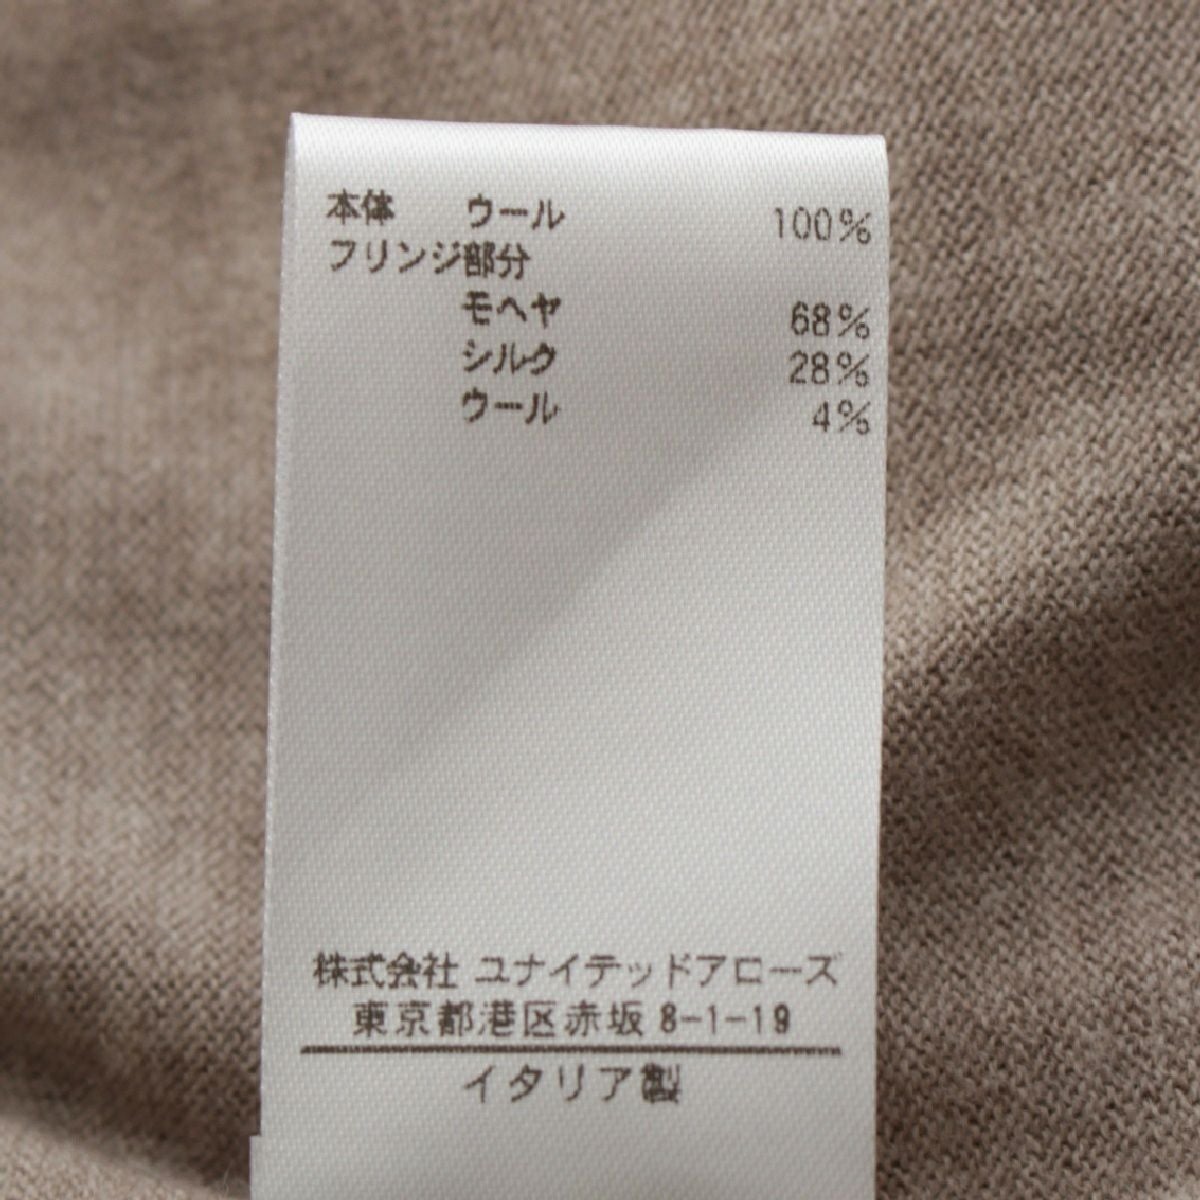 本体 ウール 100%
フリンジ部分
モヘヤ 68%
シルク 28%
ウール 4%
株式会社 ユナイテッドアローズ
東京都港区赤坂 8-1-19
イタリア製